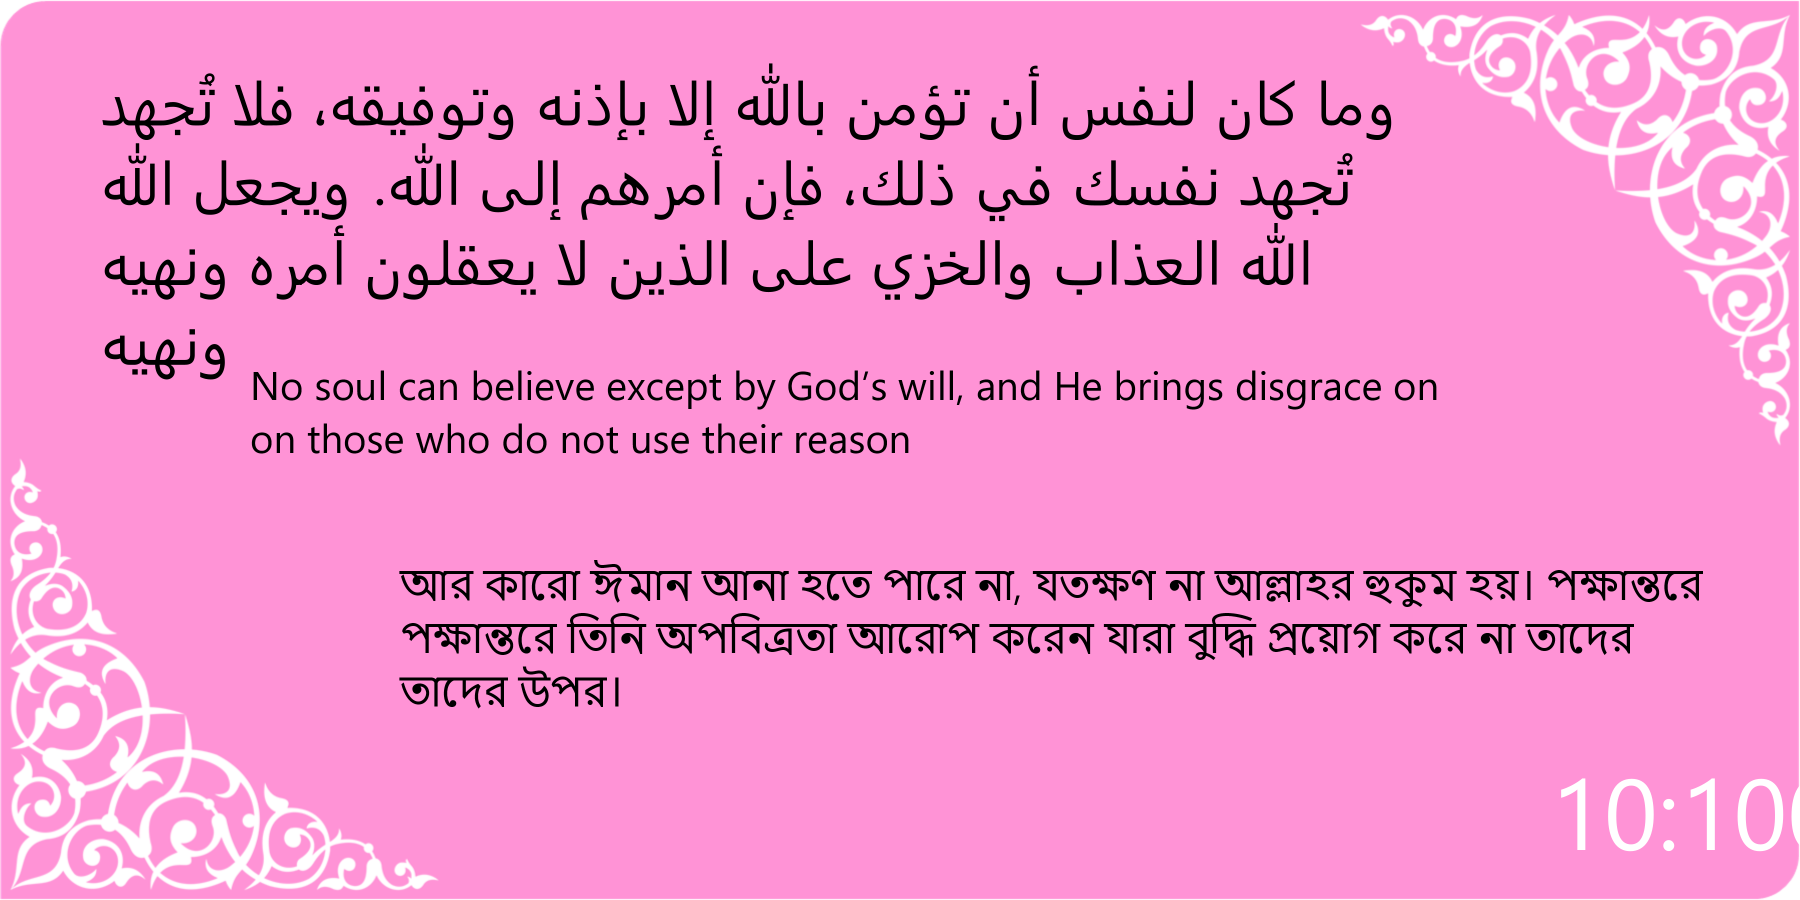 وما كان لنفس أن تؤمن بالله إلا بإذنه وتوفيقه، فلا تُجهد
تُجهد نفسك في ذلك، فإن أمرهم إلى الله. ويجعل الله
الله العذاب والخزي على الذين لا يعقلون أمره ونهيه
ونهيه
No soul can believe except by God’s will, and He brings disgrace on
on those who do not use their reason
আর কারো ঈমান আনা হতে পারে না, যতক্ষণ না আল্লাহর হুকুম হয়। পক্ষান্তরে
পক্ষান্তরে তিনি অপবিত্রতা আরোপ করেন যারা বুদ্ধি প্রয়োগ করে না তাদের
তাদের উপর।
10:100